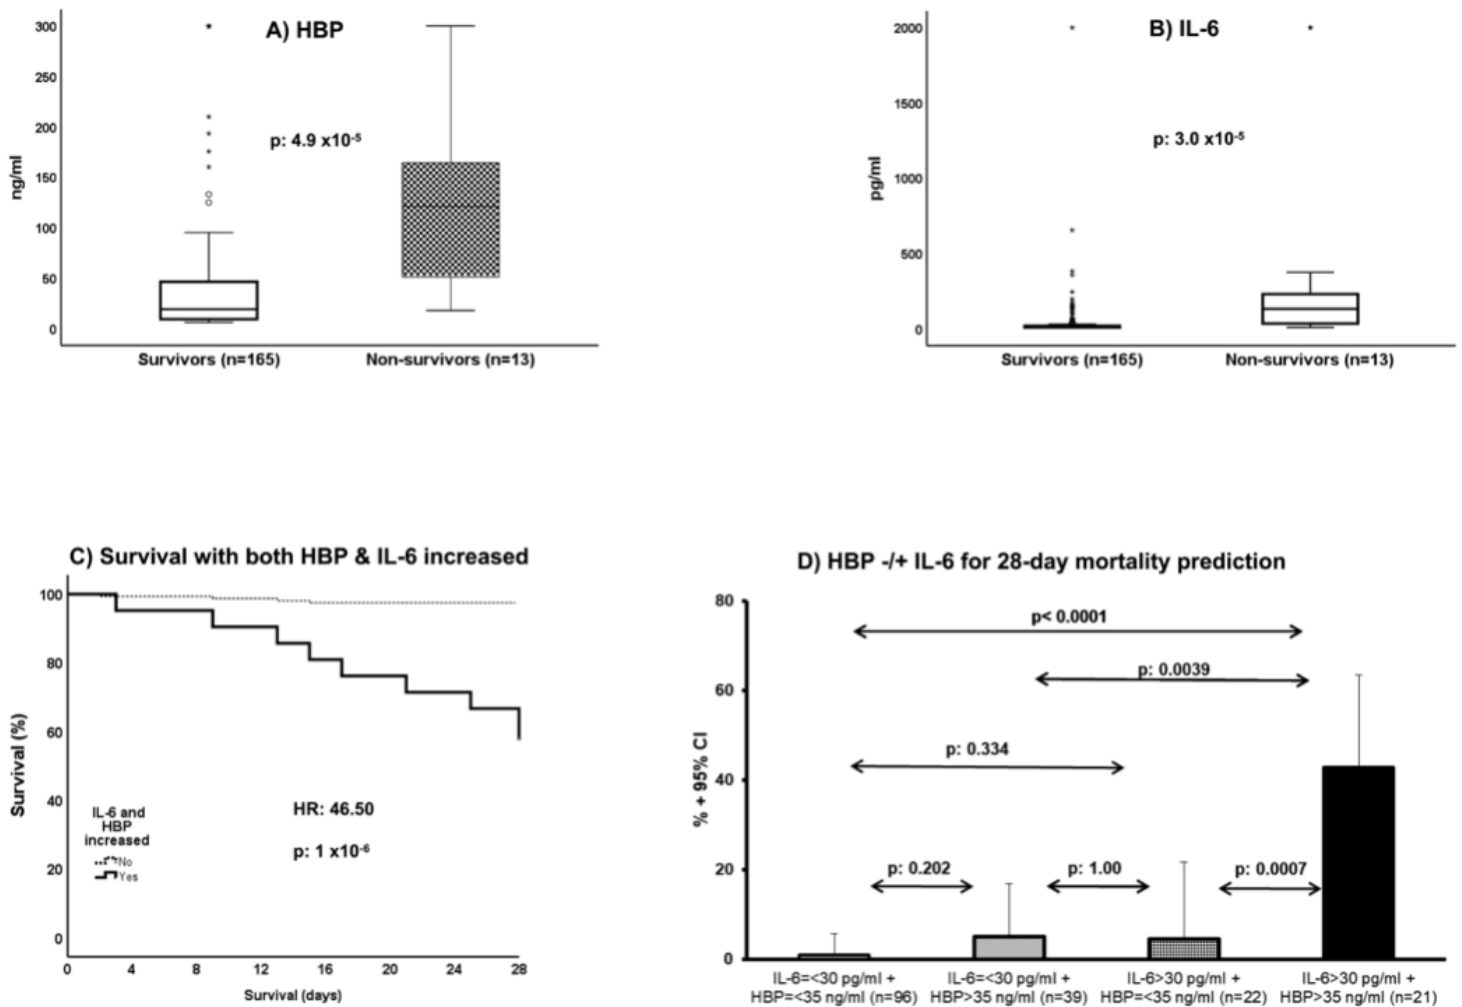 A) HBP
300
250
200
150
100
50
0
ng/ml
p: 4.9 x10-5
Survivors (n=165)
Non-survivors (n=13)
B) IL-6
2000
1500
1000
500
0
pg/ml
p: 3.0 x10-5
Survivors (n=165)
Non-survivors (n=13)
C) Survival with both HBP & IL-6 increased
100
80
60
40
20
0
Survival (%)
IL-6 and
HBP
increased
No
Yes
HR: 46.50
p: 1 x10-6
0 4 8 12 16 20 24 28
Survival (days)
D) HBP -/+ IL-6 for 28-day mortality prediction
80
60
40
20
0
% + 95% CI
p< 0.0001
p: 0.0039
p: 0.334
p: 0.202
p: 1.00
p: 0.0007
IL-6=<30 pg/ml +
HBP=<35 ng/ml (n=96)
IL-6=<30 pg/ml +
HBP>35 ng/ml (n=39)
IL-6>30 pg/ml +
HBP=<35 ng/ml (n=22)
IL-6>30 pg/ml +
HBP>35 ng/ml (n=21)